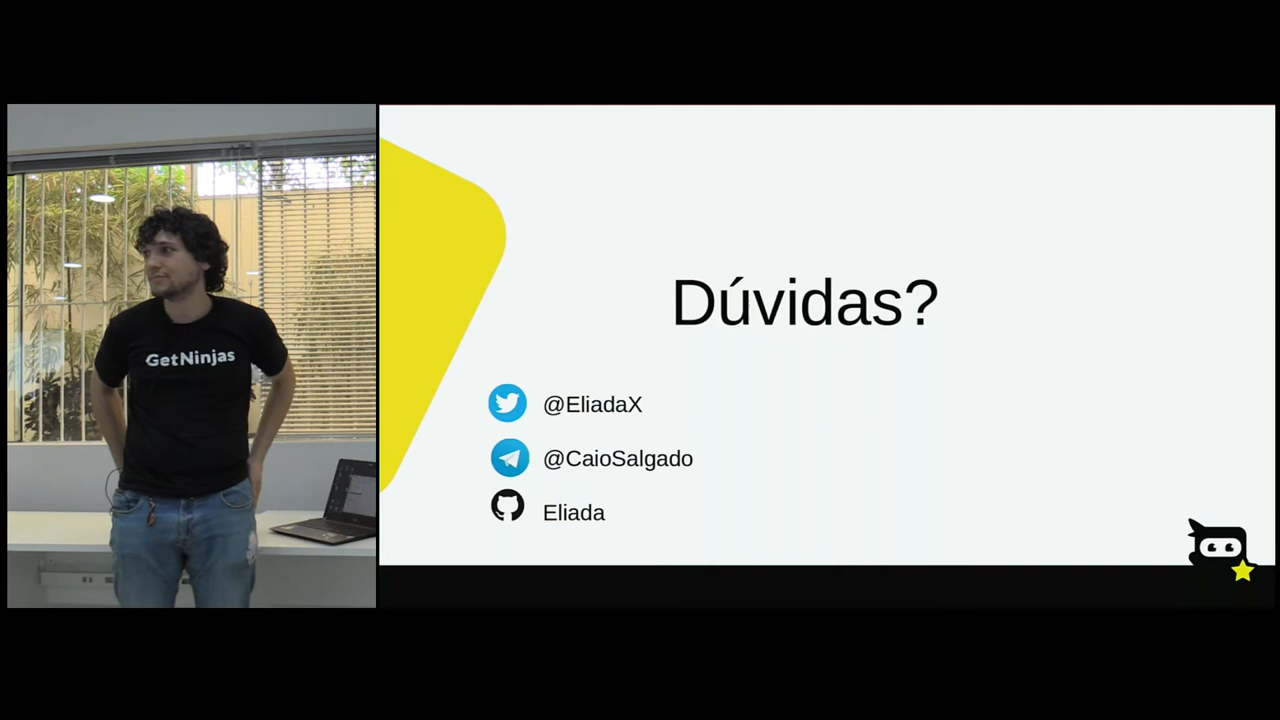 GetNinjas
Dúvidas?
@EliadaX
@CaioSalgado
Eliada